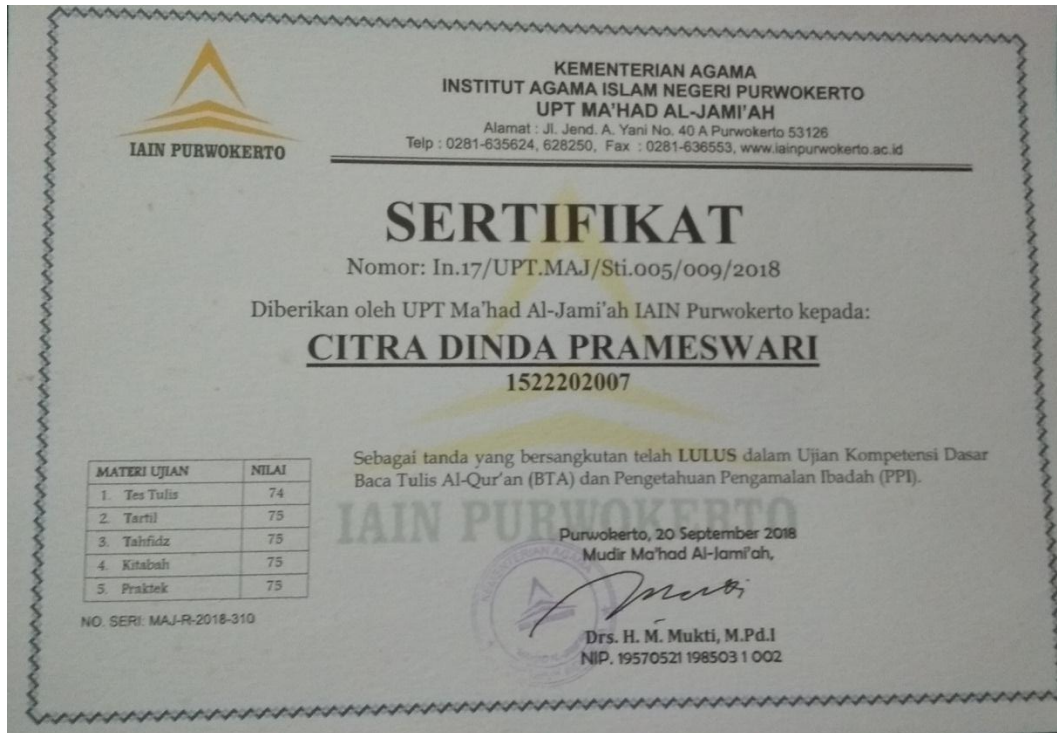 IAIN PURWOKERTO
KEMENTERIAN AGAMA
INSTITUT AGAMA ISLAM NEGERI PURWOKERTO
UPT MA'HAD AL-JAMI'AH
Alamat : Jl. Jend. A. Yani No. 40 A Purwokerto 53126
Telp : 0281-635624, 628250, Fax : 0281-636553, www.iainpurwokerto.ac.id
SERTIFIKAT
Nomor: In.17/UPT.MAJ/Sti.005/009/2018
Diberikan oleh UPT Ma'had Al-Jami'ah IAIN Purwokerto kepada:
CITRA DINDA PRAMESWARI
1522202007
Sebagai tanda yang bersangkutan telah LULUS dalam Ujian Kompetensi Dasar
Baca Tulis Al-Qur'an (BTA) dan Pengetahuan Pengamalan Ibadah (PPI).
MATERI UJIAN NILAI
1. Tes Tulis 74
2. Tartil 75
3. Tahfidz 75
4. Kitabah 75
5. Praktek 75
NO. SERI: MAJ-R-2018-310
IAIN PURWOKERTO
Purwokerto, 20 September 2018
Mudir Ma'had Al-Jami'ah,
KEMENTERIAN AGAMA
Drs. H. M. Mukti, M.Pd.I
NIP. 19570521 198503 1 002